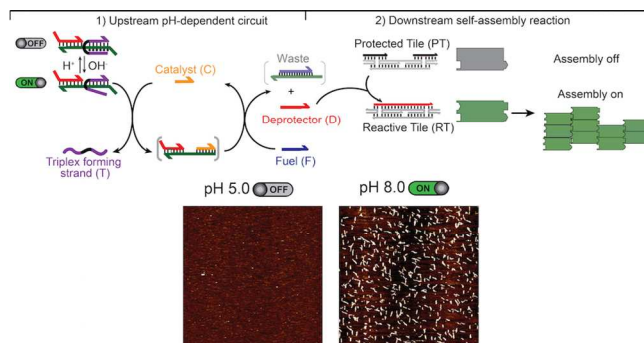 1) Upstream pH-dependent circuit
2) Downstream self-assembly reaction
OFF
H⁺ OH⁻
ON
Catalyst (C)
Waste
+
Deprotector (D)
Triplex forming
strand (T)
Fuel (F)
Protected Tile (PT)
Reactive Tile (RT)
Assembly off
Assembly on
pH 5.0 OFF
pH 8.0 ON